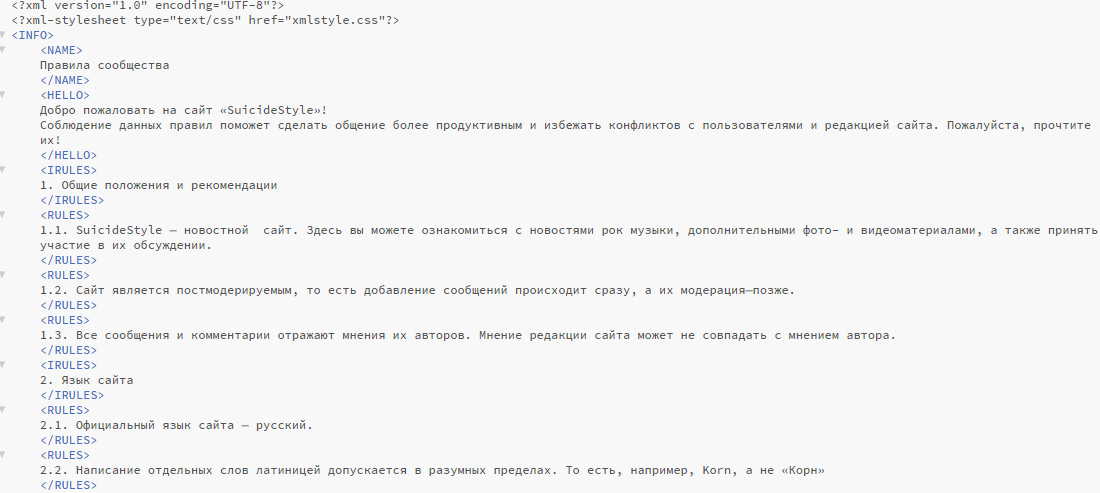 <?xml version="1.0" encoding="UTF-8"?>
<?xml-stylesheet type="text/css" href="xmlstyle.css"?>
<INFO>
<NAME>
Правила сообщества
</NAME>
<HELLO>
Добро пожаловать на сайт «SuicideStyle»!
Соблюдение данных правил поможет сделать общение более продуктивным и избежать конфликтов с пользователями и редакцией сайта. Пожалуйста, прочтите
их!
</HELLO>
<IRULES>
1. Общие положения и рекомендации
</IRULES>
<RULES>
1.1. SuicideStyle — новостной  сайт. Здесь вы можете ознакомиться с новостями рок музыки, дополнительными фото- и видеоматериалами, а также принять
участие в их обсуждении.
</RULES>
<RULES>
1.2. Сайт является постмодерируемым, то есть добавление сообщений происходит сразу, а их модерация—позже.
</RULES>
<RULES>
1.3. Все сообщения и комментарии отражают мнения их авторов. Мнение редакции сайта может не совпадать с мнением автора.
</RULES>
<IRULES>
2. Язык сайта
</IRULES>
<RULES>
2.1. Официальный язык сайта — русский.
</RULES>
<RULES>
2.2. Написание отдельных слов латиницей допускается в разумных пределах. То есть, например, Korn, а не «Корн»
</RULES>